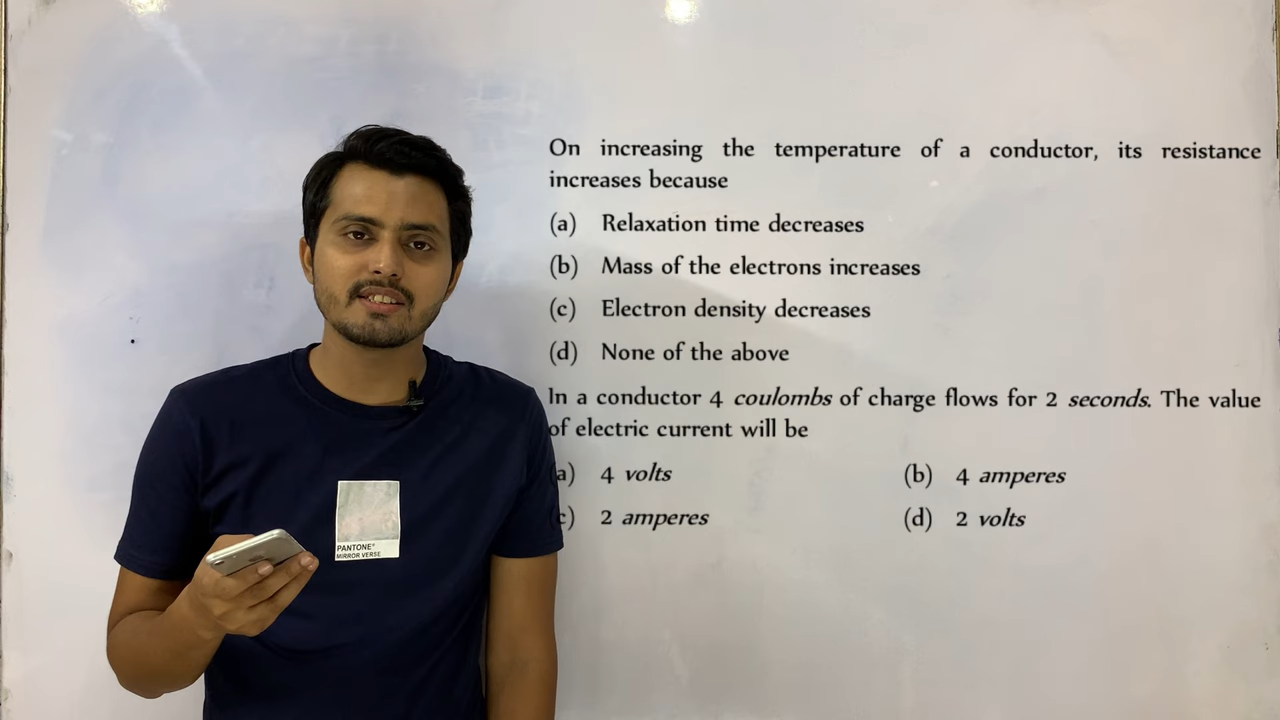 On increasing the temperature of a conductor, its resistance
increases because
(a) Relaxation time decreases
(b) Mass of the electrons increases
(c) Electron density decreases
(d) None of the above
In a conductor 4 coulombs of charge flows for 2 seconds. The value
of electric current will be
(a) 4 volts (b) 4 amperes
(c) 2 amperes (d) 2 volts
PANTONE®
MIRROR VERSE